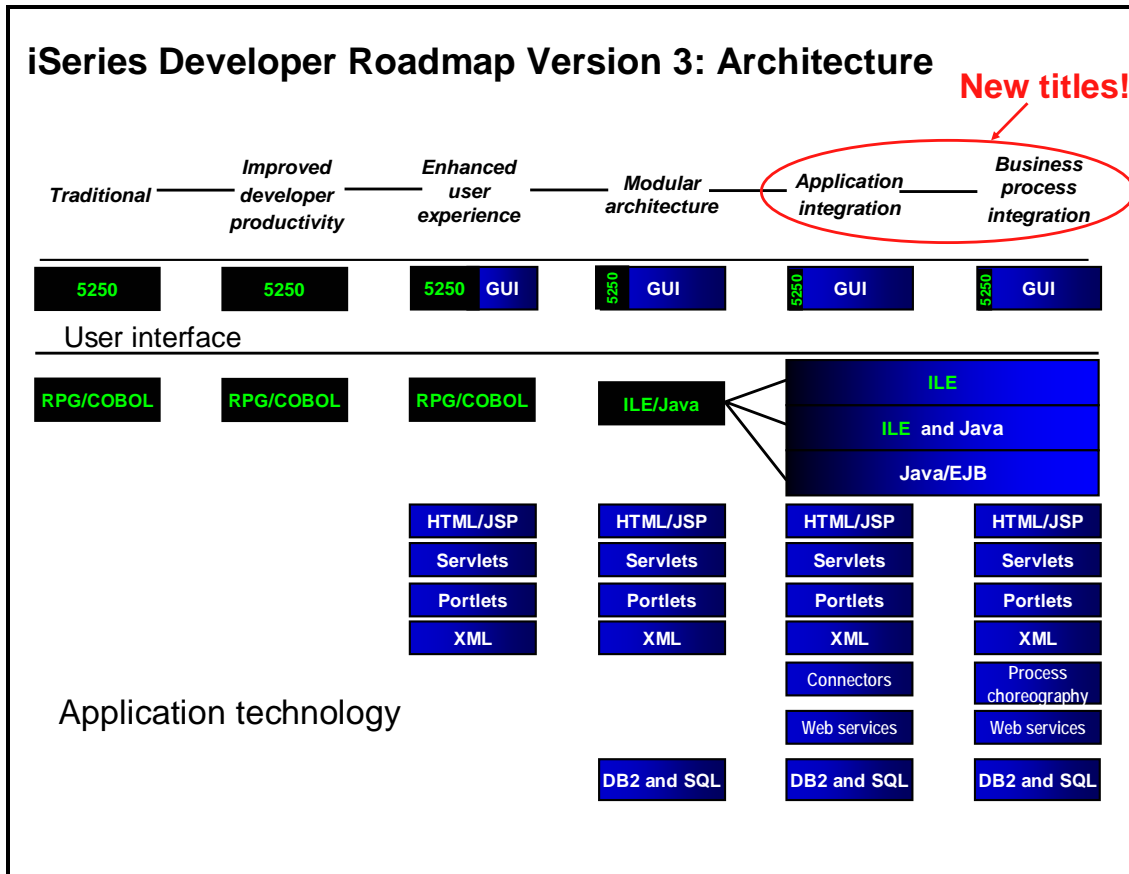 iSeries Developer Roadmap Version 3: Architecture
New titles!
Traditional
Improved
developer
productivity
Enhanced
user
experience
Modular
architecture
Application
integration
Business
process
integration
5250
5250
5250 GUI
5250 GUI
5250 GUI
5250 GUI
User interface
RPG/COBOL
RPG/COBOL
RPG/COBOL
ILE/Java
ILE
ILE and Java
Java/EJB
HTML/JSP
HTML/JSP
HTML/JSP
HTML/JSP
Servlets
Servlets
Servlets
Servlets
Portlets
Portlets
Portlets
Portlets
XML
XML
XML
XML
Connectors
Process
choreography
Application technology
Web services
Web services
DB2 and SQL
DB2 and SQL
DB2 and SQL